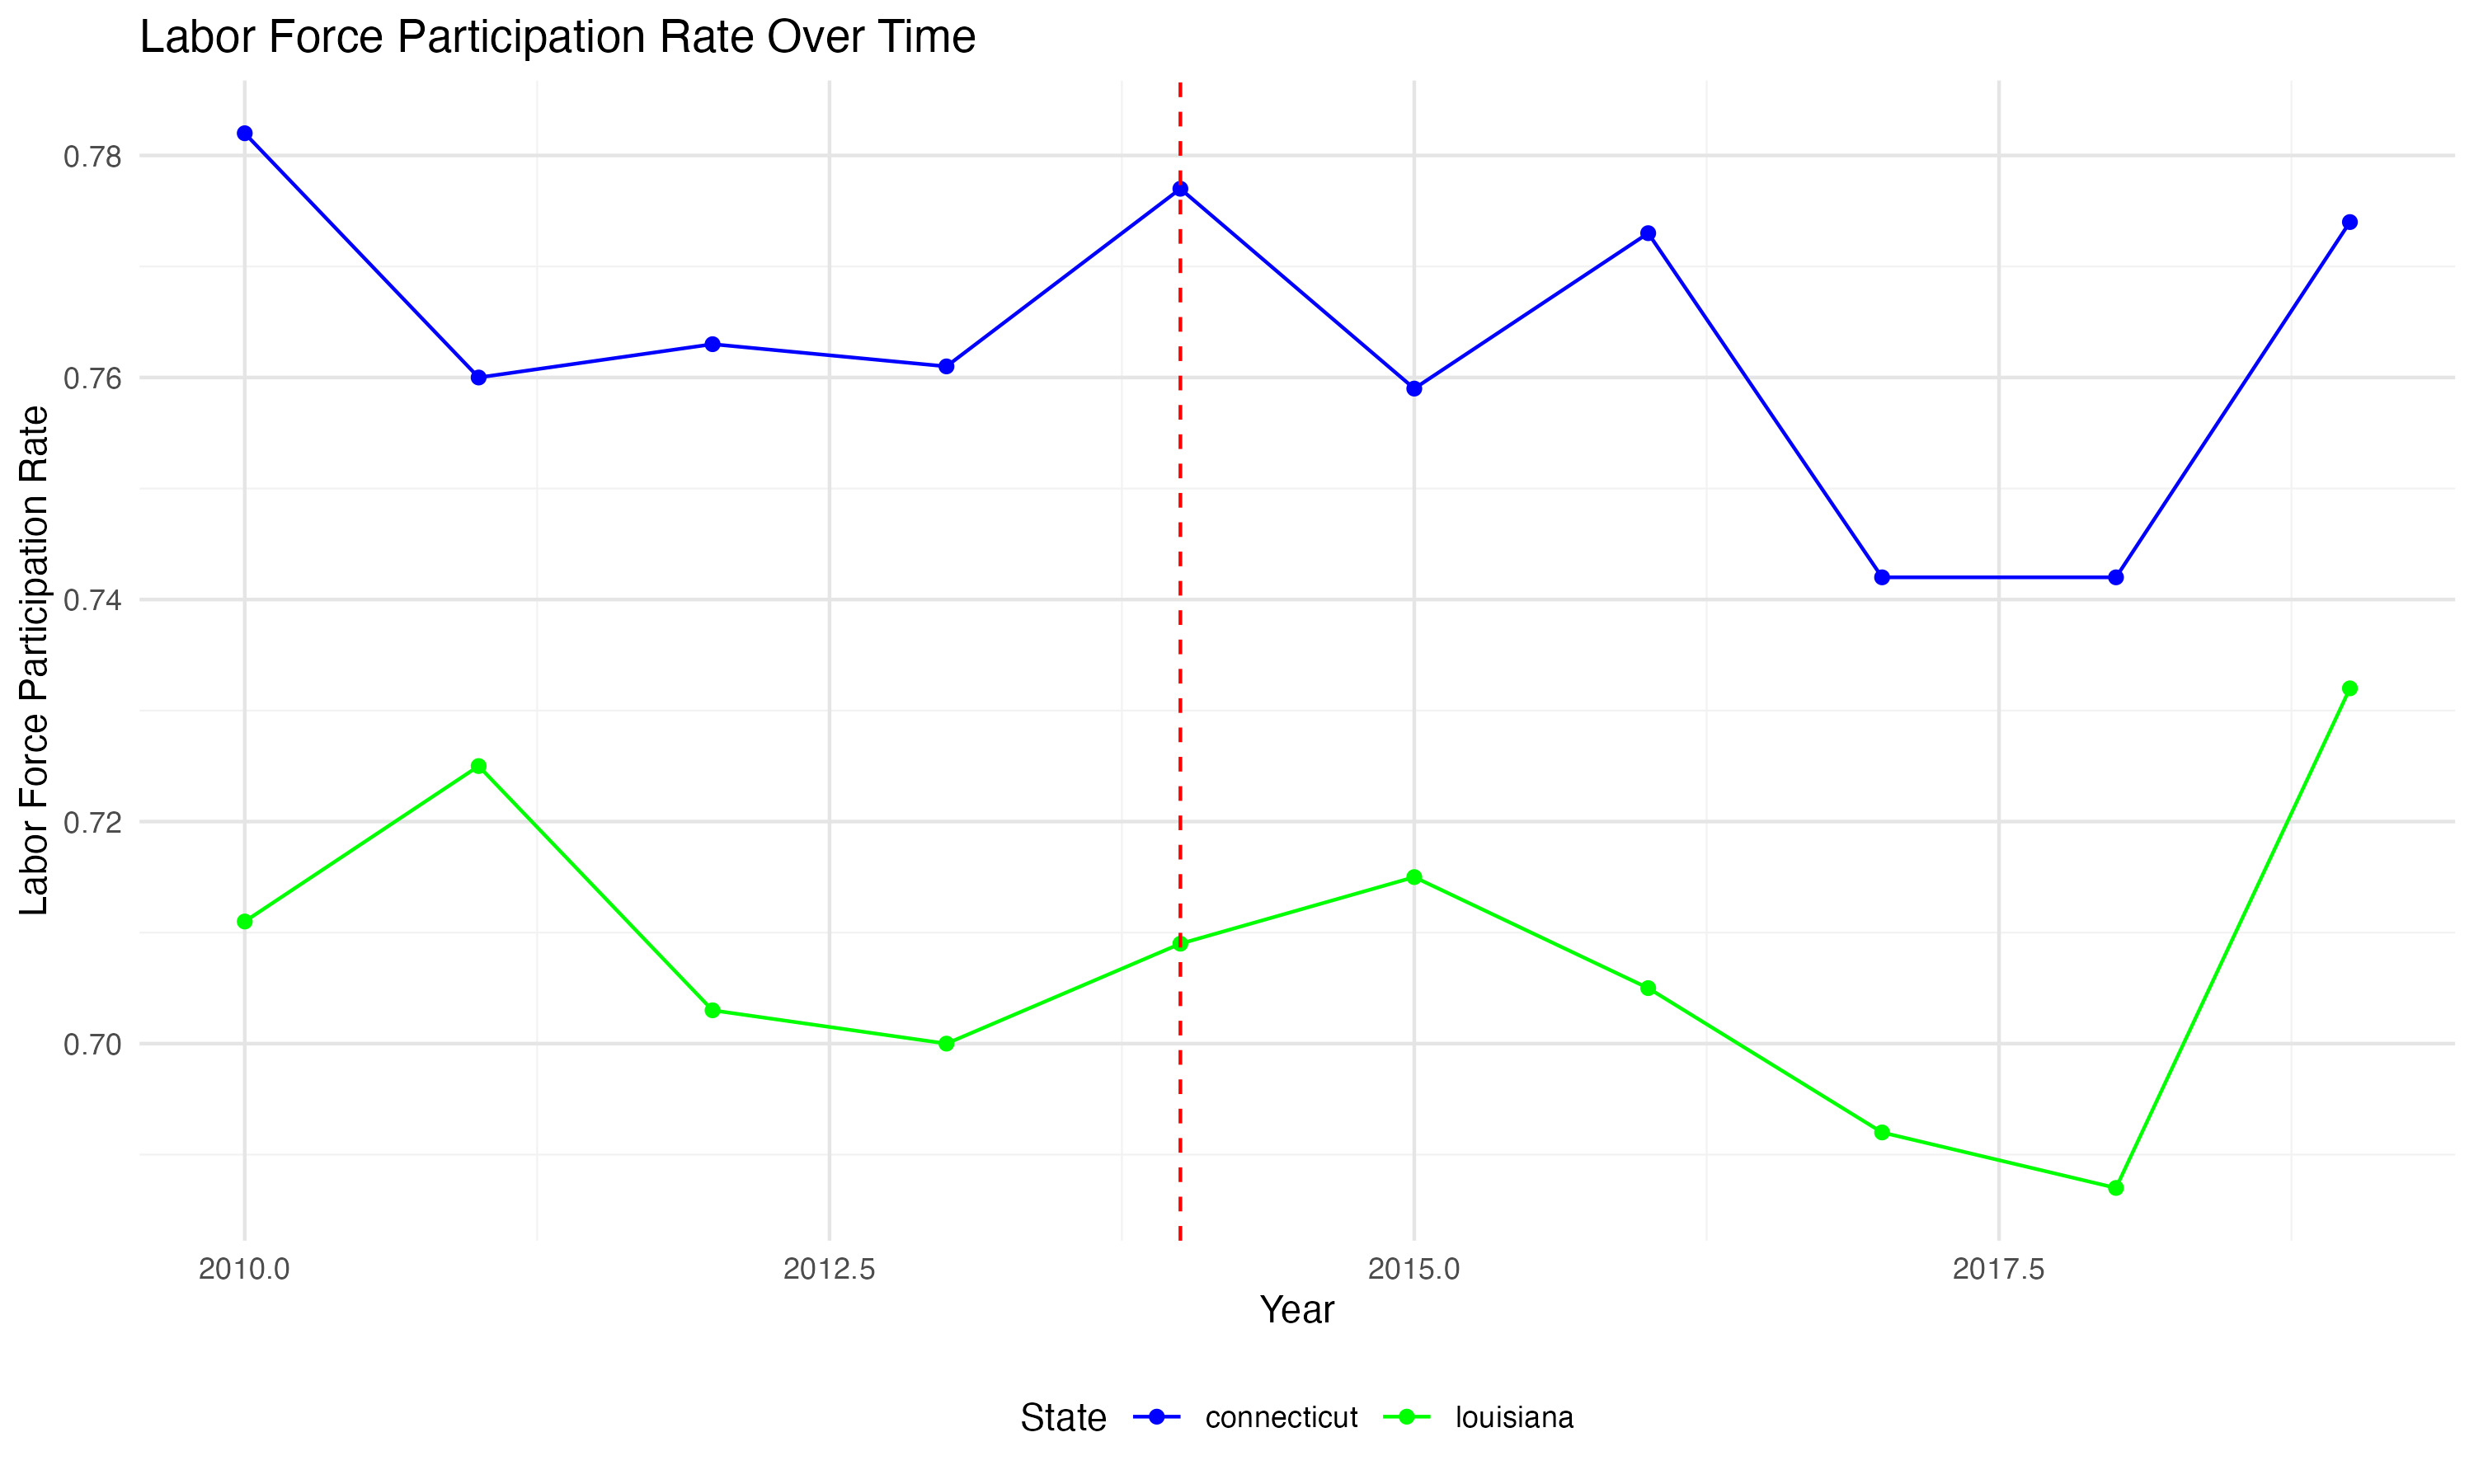 Labor Force Participation Rate Over Time
Labor Force Participation Rate
0.78
0.76
0.74
0.72
0.70
2010.0 2012.5 2015.0 2017.5
Year
State connecticut louisiana